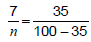 7/n = 35/(100 − 35)